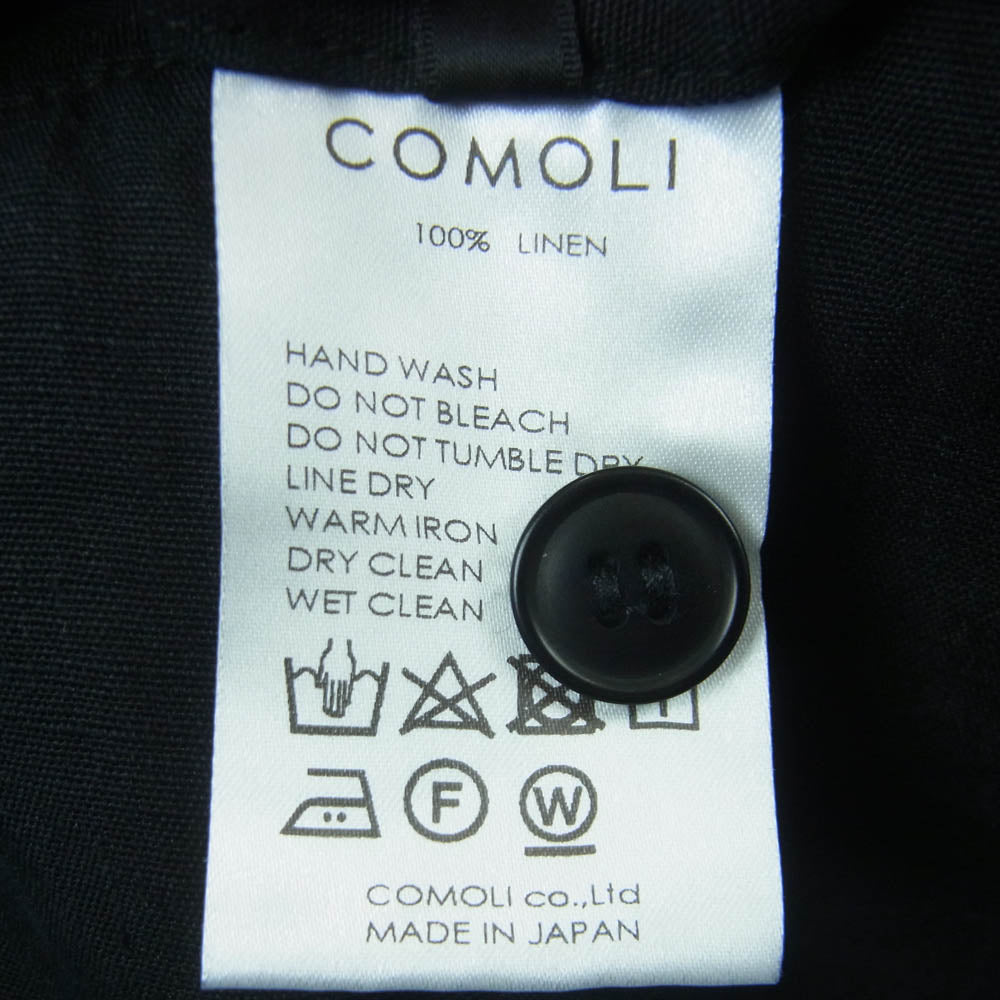 COMOLI
100% LINEN
HAND WASH
DO NOT BLEACH
DO NOT TUMBLE DRY
LINE DRY
WARM IRON
DRY CLEAN
WET CLEAN
F
W
COMOLI co.,Ltd
MADE IN JAPAN